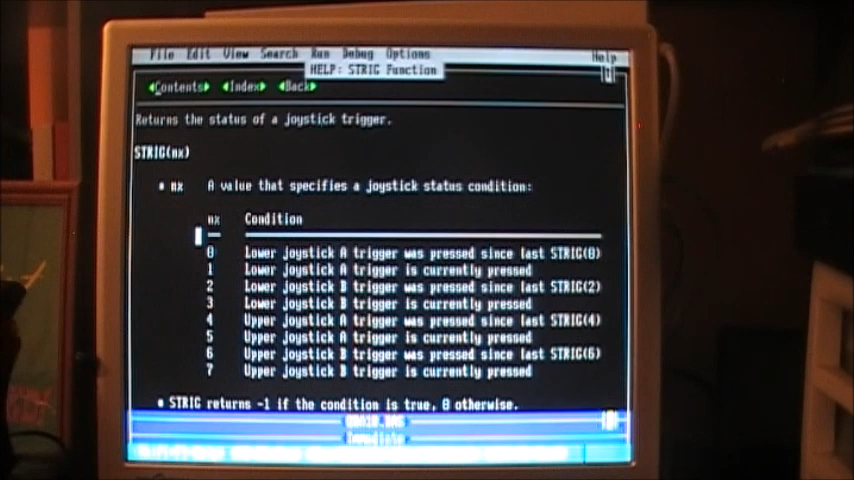 File Edit View Search Run Debug Options Help
HELP: STRIG Function
◄Contents► ◄Index► ◄Back►
Returns the status of a joystick trigger.
STRIG(nx)
• nx A value that specifies a joystick status condition:
nx Condition
0 Lower joystick A trigger was pressed since last STRIG(0)
1 Lower joystick A trigger is currently pressed
2 Lower joystick B trigger was pressed since last STRIG(2)
3 Lower joystick B trigger is currently pressed
4 Upper joystick A trigger was pressed since last STRIG(4)
5 Upper joystick A trigger is currently pressed
6 Upper joystick B trigger was pressed since last STRIG(6)
7 Upper joystick B trigger is currently pressed
• STRIG returns -1 if the condition is true, 0 otherwise.
Immediate